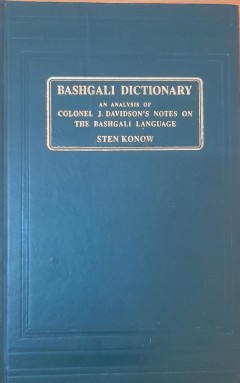 BASHGALI DICTIONARY
AN ANALYSIS OF
COLONEL J. DAVIDSON'S NOTES ON
THE BASHGALI LANGUAGE
STEN KONOW